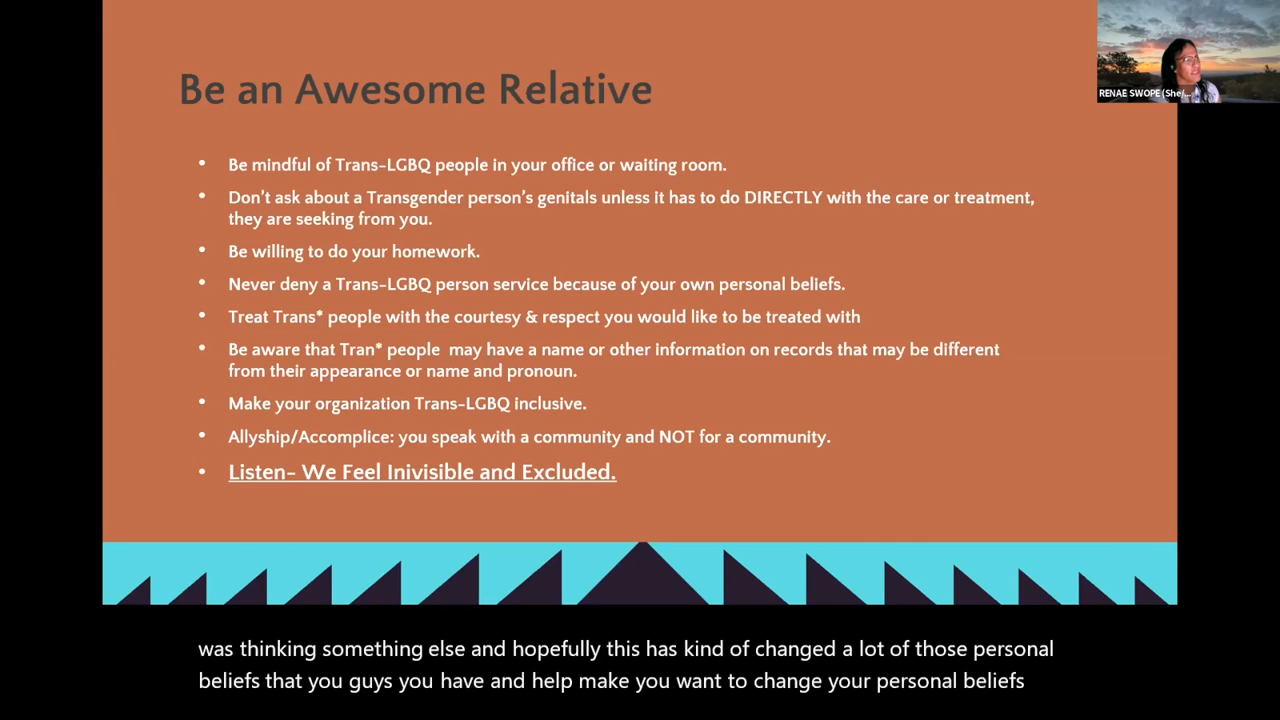 Be an Awesome Relative
RENAE SWOPE (She/...
• Be mindful of Trans-LGBQ people in your office or waiting room.
• Don't ask about a Transgender person's genitals unless it has to do DIRECTLY with the care or treatment,
they are seeking from you.
• Be willing to do your homework.
• Never deny a Trans-LGBQ person service because of your own personal beliefs.
• Treat Trans* people with the courtesy & respect you would like to be treated with
• Be aware that Tran* people may have a name or other information on records that may be different
from their appearance or name and pronoun.
• Make your organization Trans-LGBQ inclusive.
• Allyship/Accomplice: you speak with a community and NOT for a community.
• Listen- We Feel Inivisible and Excluded.
was thinking something else and hopefully this has kind of changed a lot of those personal
beliefs that you guys you have and help make you want to change your personal beliefs